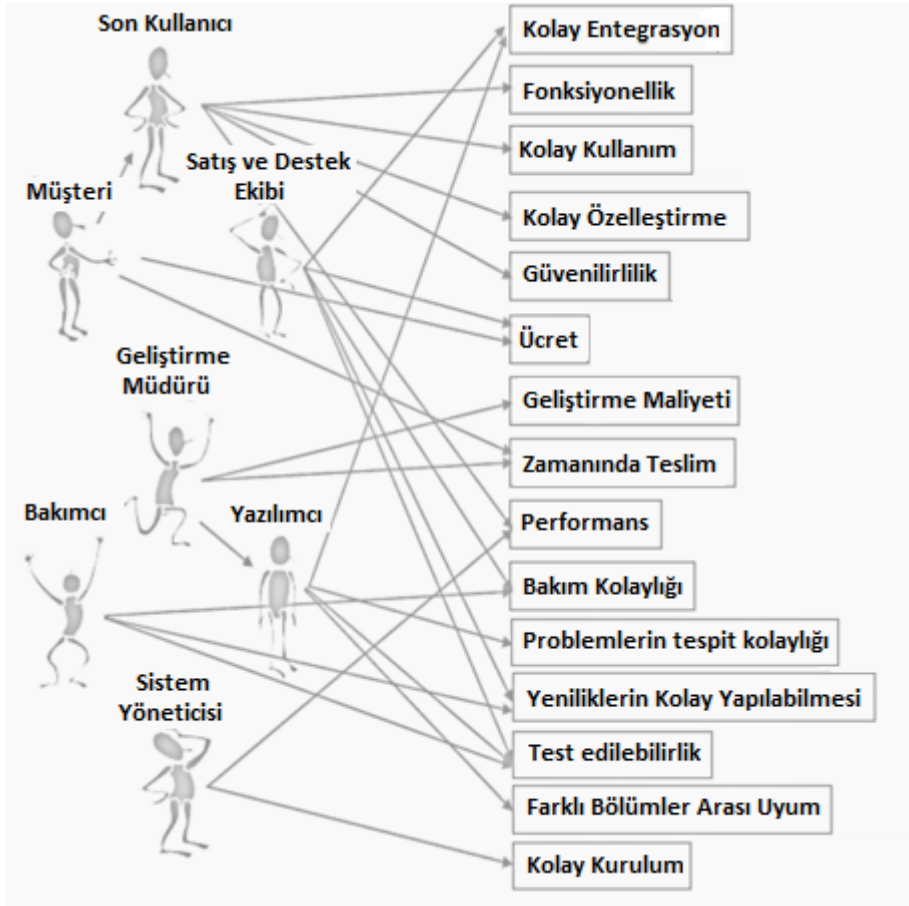 Son Kullanıcı
Satış ve Destek
Ekibi
Müşteri
Geliştirme
Müdürü
Bakımcı
Yazılımcı
Sistem
Yöneticisi
Kolay Entegrasyon
Fonksiyonellik
Kolay Kullanım
Kolay Özelleştirme
Güvenilirlilik
Ücret
Geliştirme Maliyeti
Zamanında Teslim
Performans
Bakım Kolaylığı
Problemlerin tespit kolaylığı
Yeniliklerin Kolay Yapılabilmesi
Test edilebilirlik
Farklı Bölümler Arası Uyum
Kolay Kurulum